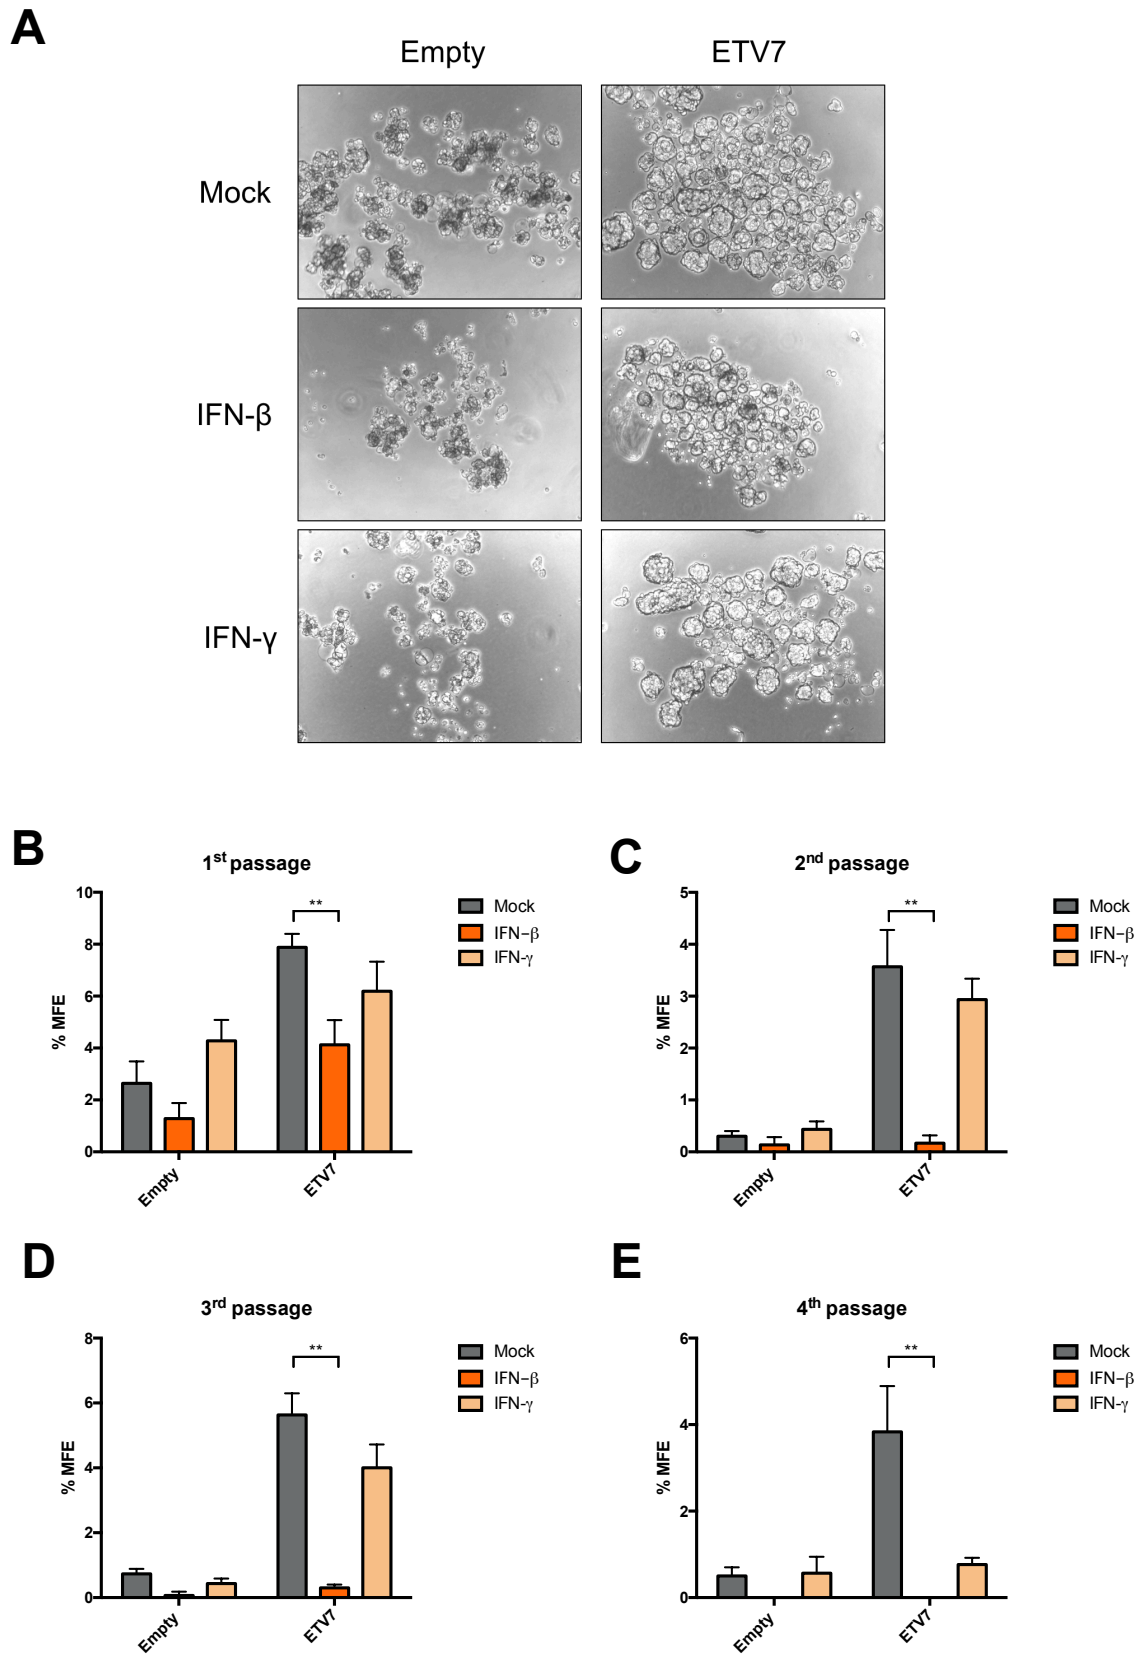 A
Empty ETV7
Mock
IFN-β
IFN-γ
B
1st passage
10
8
6
4
2
0
% MFE
**
Empty
ETV7
Mock
IFN−β
IFN-γ
C
2nd passage
5
4
3
2
1
0
% MFE
**
Empty
ETV7
Mock
IFN−β
IFN-γ
D
3rd passage
8
6
4
2
0
% MFE
**
Empty
ETV7
Mock
IFN−β
IFN-γ
E
4th passage
6
4
2
0
% MFE
**
Empty
ETV7
Mock
IFN−β
IFN-γ